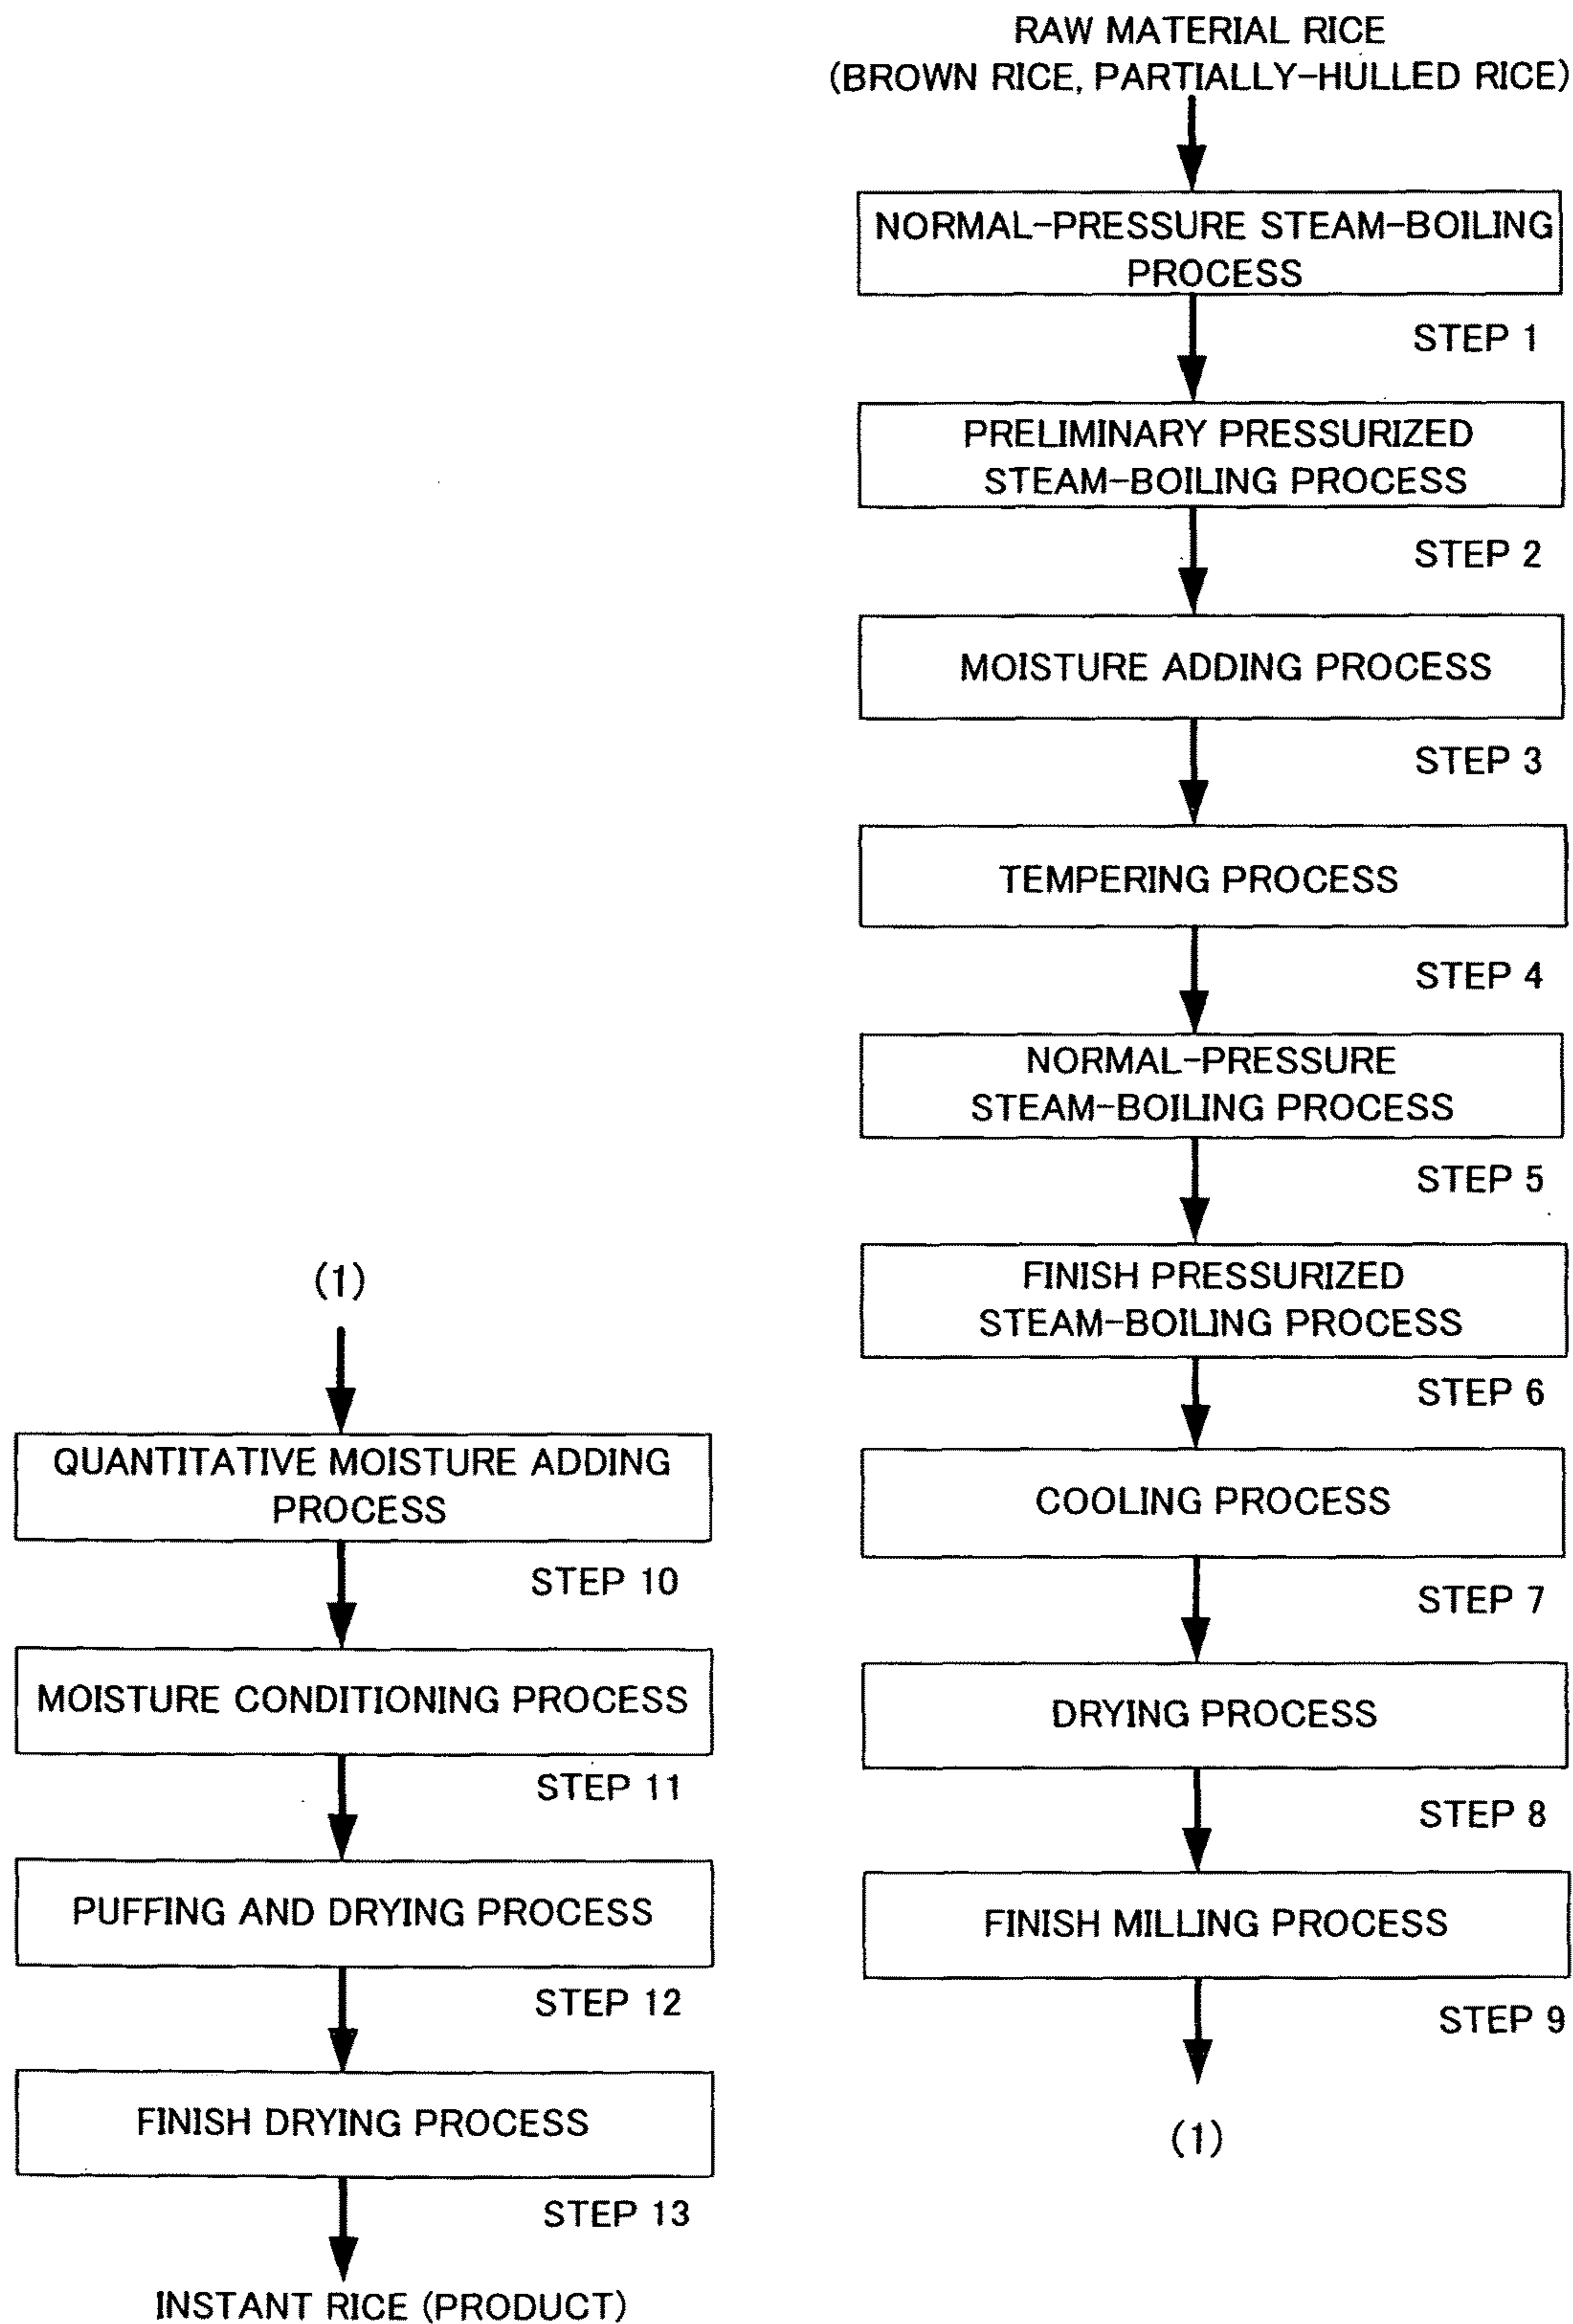 RAW MATERIAL RICE
(BROWN RICE, PARTIALLY-HULLED RICE)
NORMAL-PRESSURE STEAM-BOILING
PROCESS
STEP 1
PRELIMINARY PRESSURIZED
STEAM-BOILING PROCESS
STEP 2
MOISTURE ADDING PROCESS
STEP 3
TEMPERING PROCESS
STEP 4
NORMAL-PRESSURE
STEAM-BOILING PROCESS
STEP 5
FINISH PRESSURIZED
STEAM-BOILING PROCESS
STEP 6
COOLING PROCESS
STEP 7
DRYING PROCESS
STEP 8
FINISH MILLING PROCESS
STEP 9
(1)
(1)
QUANTITATIVE MOISTURE ADDING
PROCESS
STEP 10
MOISTURE CONDITIONING PROCESS
STEP 11
PUFFING AND DRYING PROCESS
STEP 12
FINISH DRYING PROCESS
STEP 13
INSTANT RICE (PRODUCT)